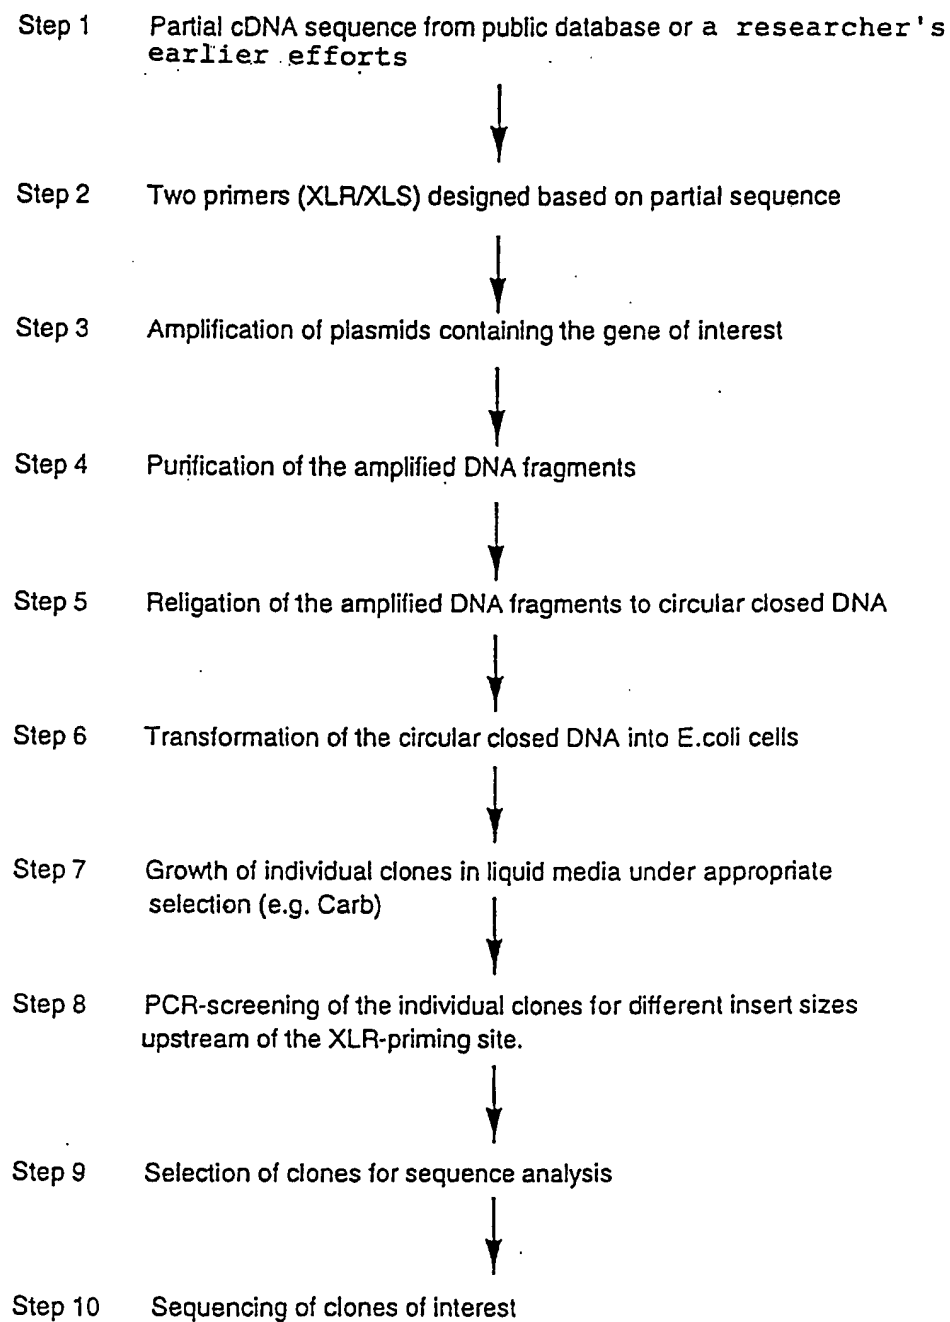 Step 1 Partial cDNA sequence from public database or a researcher's
earlier efforts
Step 2 Two primers (XLR/XLS) designed based on partial sequence
Step 3 Amplification of plasmids containing the gene of interest
Step 4 Purification of the amplified DNA fragments
Step 5 Religation of the amplified DNA fragments to circular closed DNA
Step 6 Transformation of the circular closed DNA into E.coli cells
Step 7 Growth of individual clones in liquid media under appropriate
selection (e.g. Carb)
Step 8 PCR-screening of the individual clones for different insert sizes
upstream of the XLR-priming site.
Step 9 Selection of clones for sequence analysis
Step 10 Sequencing of clones of interest